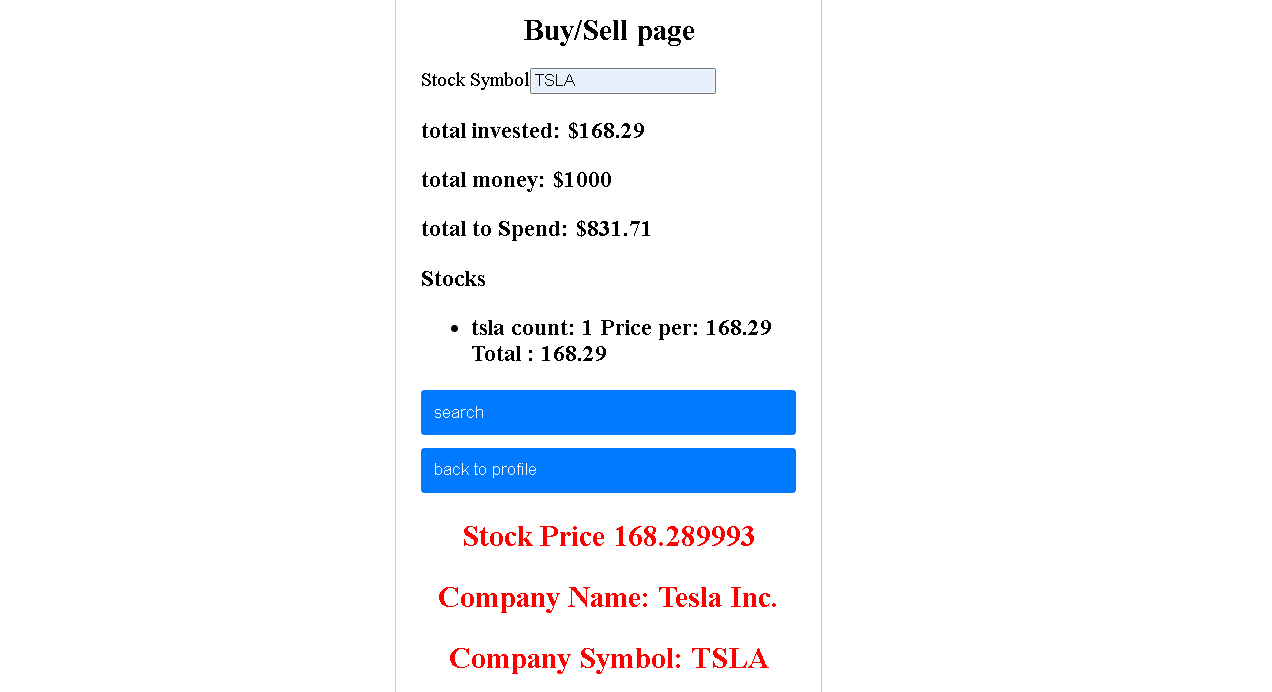 Buy/Sell page
Stock Symbol TSLA
total invested: $168.29
total money: $1000
total to Spend: $831.71
Stocks
• tsla count: 1 Price per: 168.29
Total : 168.29
search
back to profile
Stock Price 168.289993
Company Name: Tesla Inc.
Company Symbol: TSLA